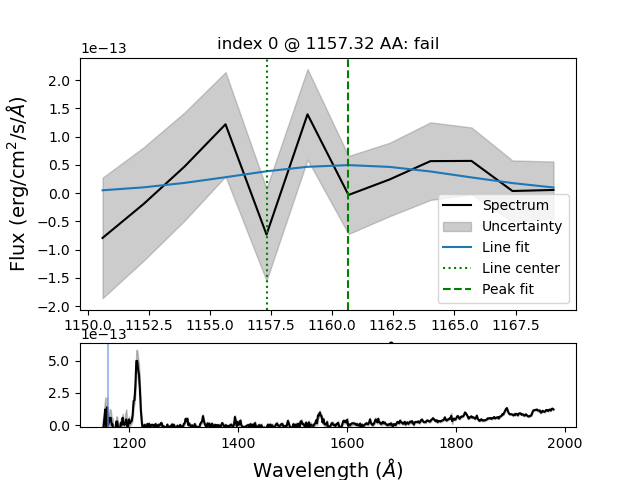 index 0 @ 1157.32 AA: fail
1e−13
2.0
1.5
1.0
0.5
0.0
−0.5
−1.0
−1.5
−2.0
Flux (erg/cm²/s/Å)
Spectrum
Uncertainty
Line fit
Line center
Peak fit
1150.0 1152.5 1155.0 1157.5 1160.0 1162.5 1165.0 1167.5
1e−13
5.0
2.5
0.0
1200 1400 1600 1800 2000
Wavelength (Å)